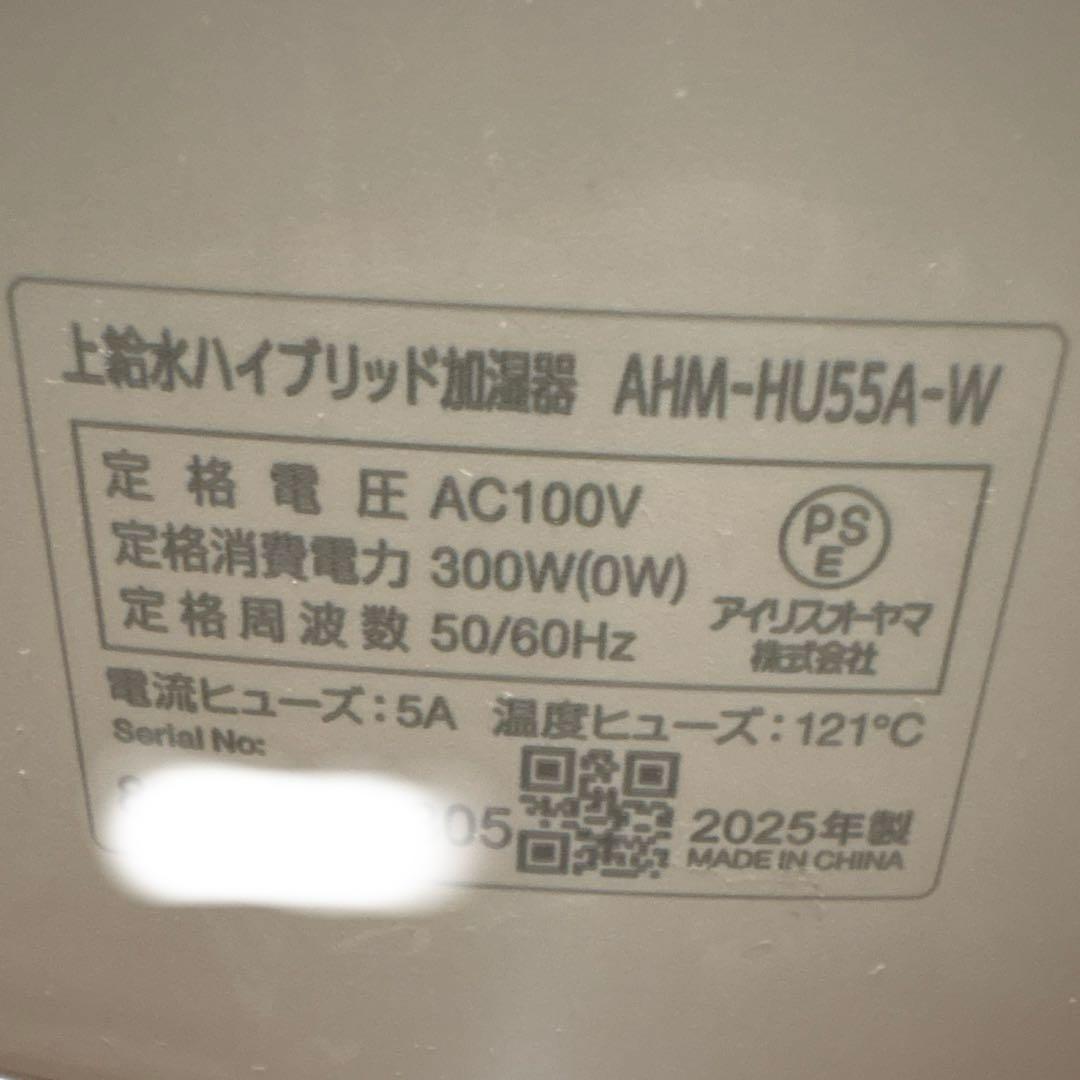 上給水ハイブリッド加湿器 AHM-HU55A-W
定格電圧 AC100V
定格消費電力 300W(0W)
定格周波数 50/60Hz
PS
E
アイリスオーヤマ
株式会社
電流ヒューズ:5A 温度ヒューズ:121°C
Serial No:
05
2025年製
MADE IN CHINA